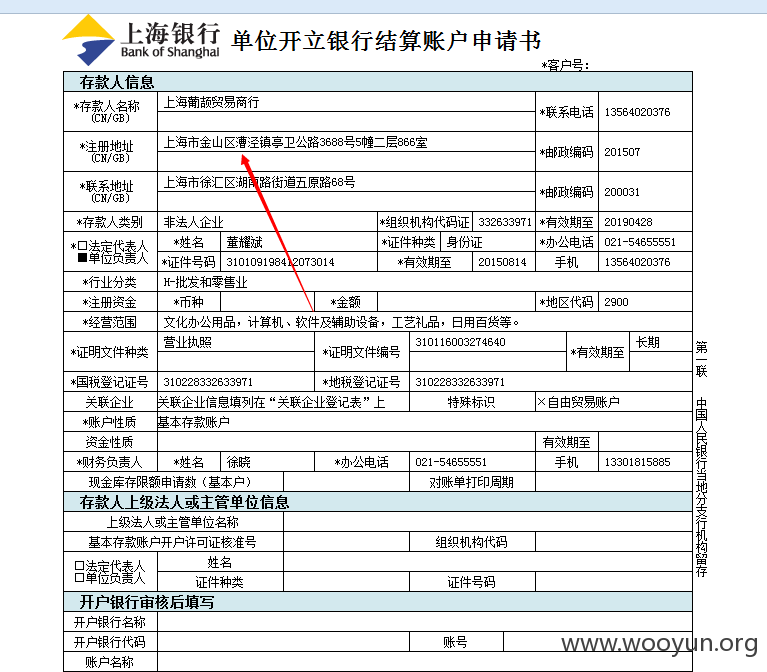 上海银行
Bank of Shanghai
单位开立银行结算账户申请书
*客户号：
存款人信息
*存款人名称
(CN/GB)
上海葡颉贸易商行
*联系电话
13564020376
*注册地址
(CN/GB)
上海市金山区漕泾镇亭卫公路3688号5幢二层866室
*邮政编码
201507
*联系地址
(CN/GB)
上海市徐汇区湖南路街道五原路68号
*邮政编码
200031
*存款人类别 非法人企业 *组织机构代码证 332633971 *有效期至 20190428
*□法定代表人
■单位负责人
*姓名 董耀斌 *证件种类 身份证 *办公电话 021-54655551
*证件号码 310109198412073014 *有效期至 20150814 手机 13564020376
*行业分类 H-批发和零售业
*注册资金 *币种 *金额 *地区代码 2900
*经营范围 文化办公用品，计算机、软件及辅助设备，工艺礼品，日用百货等。
*证明文件种类 营业执照 *证明文件编号 310116003274640 *有效期至 长期
*国税登记证号 310228332633971 *地税登记证号 310228332633971
关联企业 关联企业信息填列在“关联企业登记表”上 特殊标识 ×自由贸易账户
*账户性质 基本存款账户
资金性质 有效期至
*财务负责人 *姓名 徐晓 *办公电话 021-54655551 手机 13301815885
现金库存限额申请数（基本户） 对账单打印周期
存款人上级法人或主管单位信息
上级法人或主管单位名称
基本存款账户开户许可证核准号 组织机构代码
□法定代表人
□单位负责人
姓名
证件种类 证件号码
开户银行审核后填写
开户银行名称
开户银行代码 账号
账户名称
第一联 中国人民银行当地分支行机构留存
www.wooyun.org